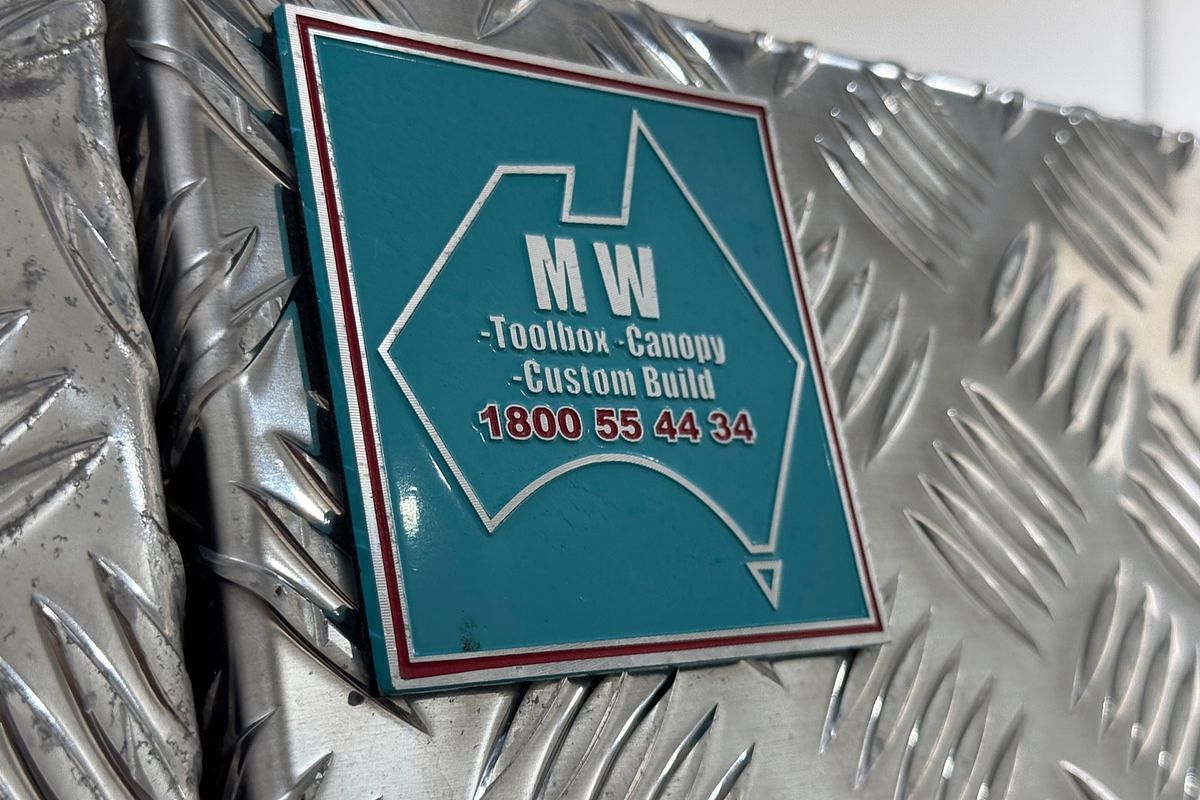 MW
-Toolbox -Canopy
-Custom Build
1800 55 44 34